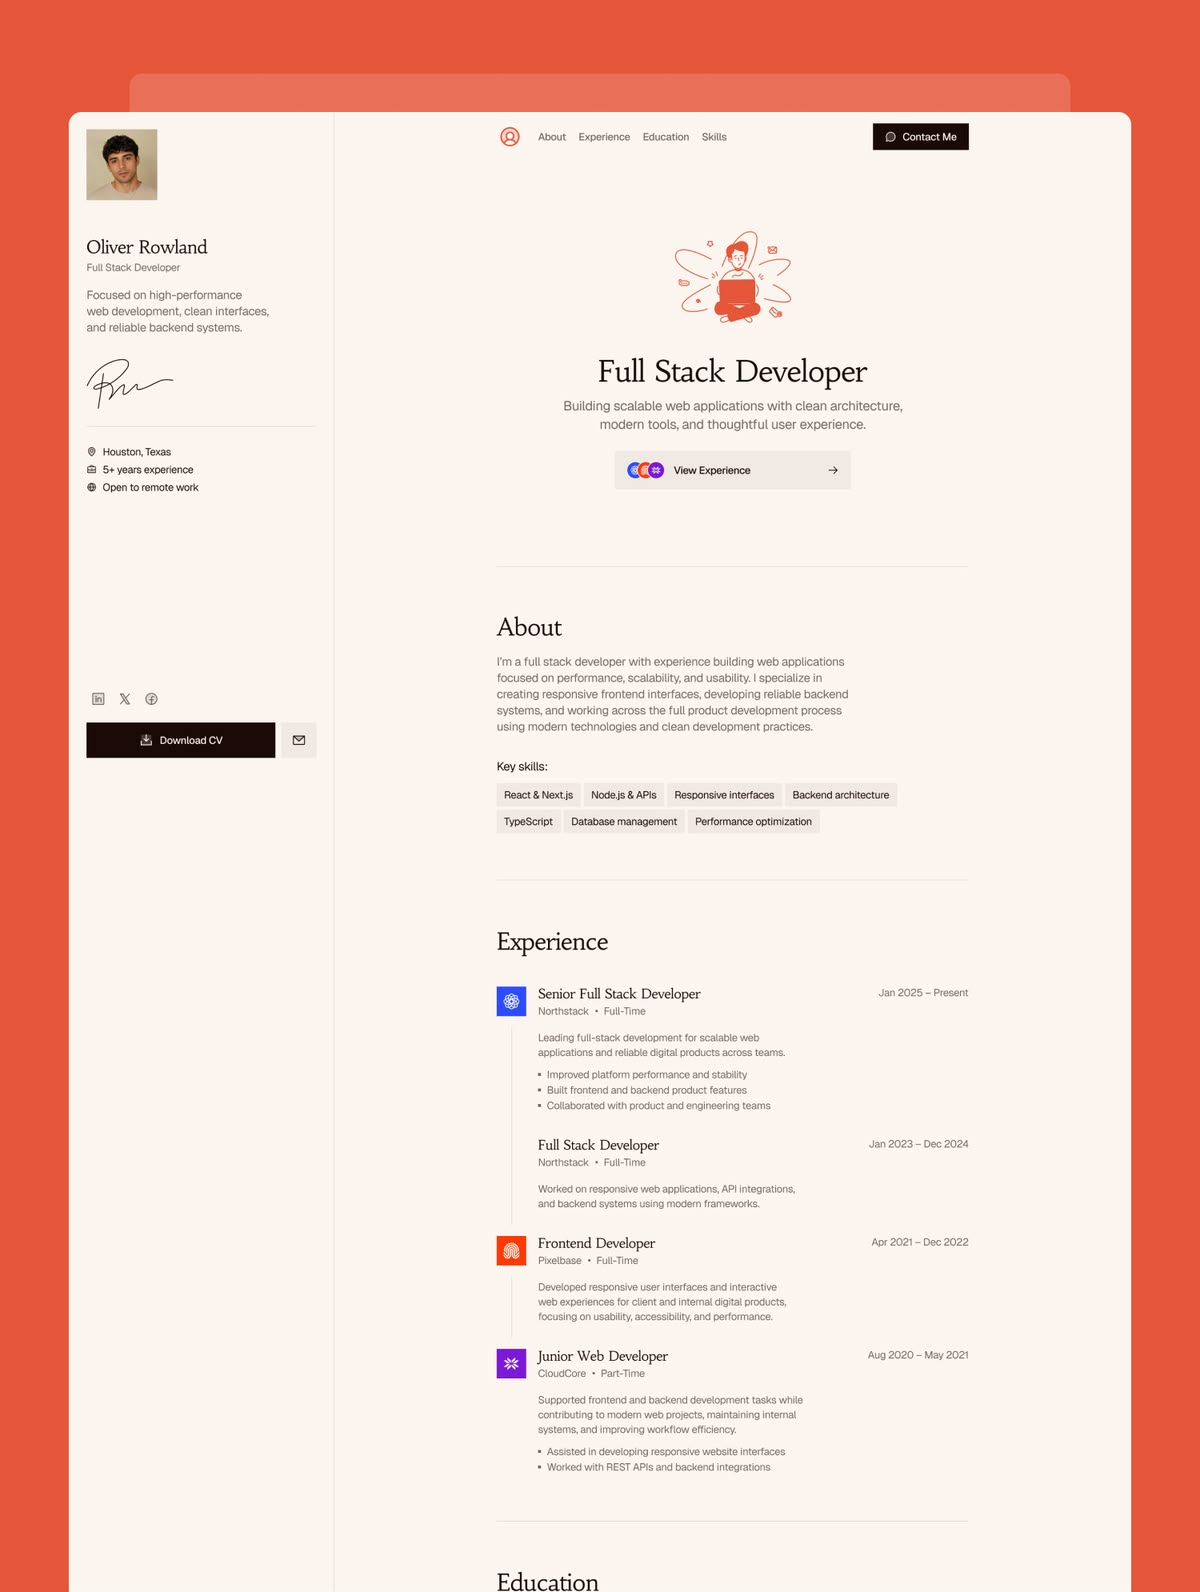 Oliver Rowland
Full Stack Developer
Focused on high-performance
web development, clean interfaces,
and reliable backend systems.
Houston, Texas
5+ years experience
Open to remote work
Download CV
About
Experience
Education
Skills
Contact Me
Full Stack Developer
Building scalable web applications with clean architecture,
modern tools, and thoughtful user experience.
View Experience
About
I'm a full stack developer with experience building web applications
focused on performance, scalability, and usability. I specialize in
creating responsive frontend interfaces, developing reliable backend
systems, and working across the full product development process
using modern technologies and clean development practices.
Key skills:
React & Next.js
Node.js & APIs
Responsive interfaces
Backend architecture
TypeScript
Database management
Performance optimization
Experience
Senior Full Stack Developer
Jan 2025 – Present
Northstack • Full-Time
Leading full-stack development for scalable web
applications and reliable digital products across teams.
▪ Improved platform performance and stability
▪ Built frontend and backend product features
▪ Collaborated with product and engineering teams
Full Stack Developer
Jan 2023 – Dec 2024
Northstack • Full-Time
Worked on responsive web applications, API integrations,
and backend systems using modern frameworks.
Frontend Developer
Apr 2021 – Dec 2022
Pixelbase • Full-Time
Developed responsive user interfaces and interactive
web experiences for client and internal digital products,
focusing on usability, accessibility, and performance.
Junior Web Developer
Aug 2020 – May 2021
CloudCore • Part-Time
Supported frontend and backend development tasks while
contributing to modern web projects, maintaining internal
systems, and improving workflow efficiency.
▪ Assisted in developing responsive website interfaces
▪ Worked with REST APIs and backend integrations
Education